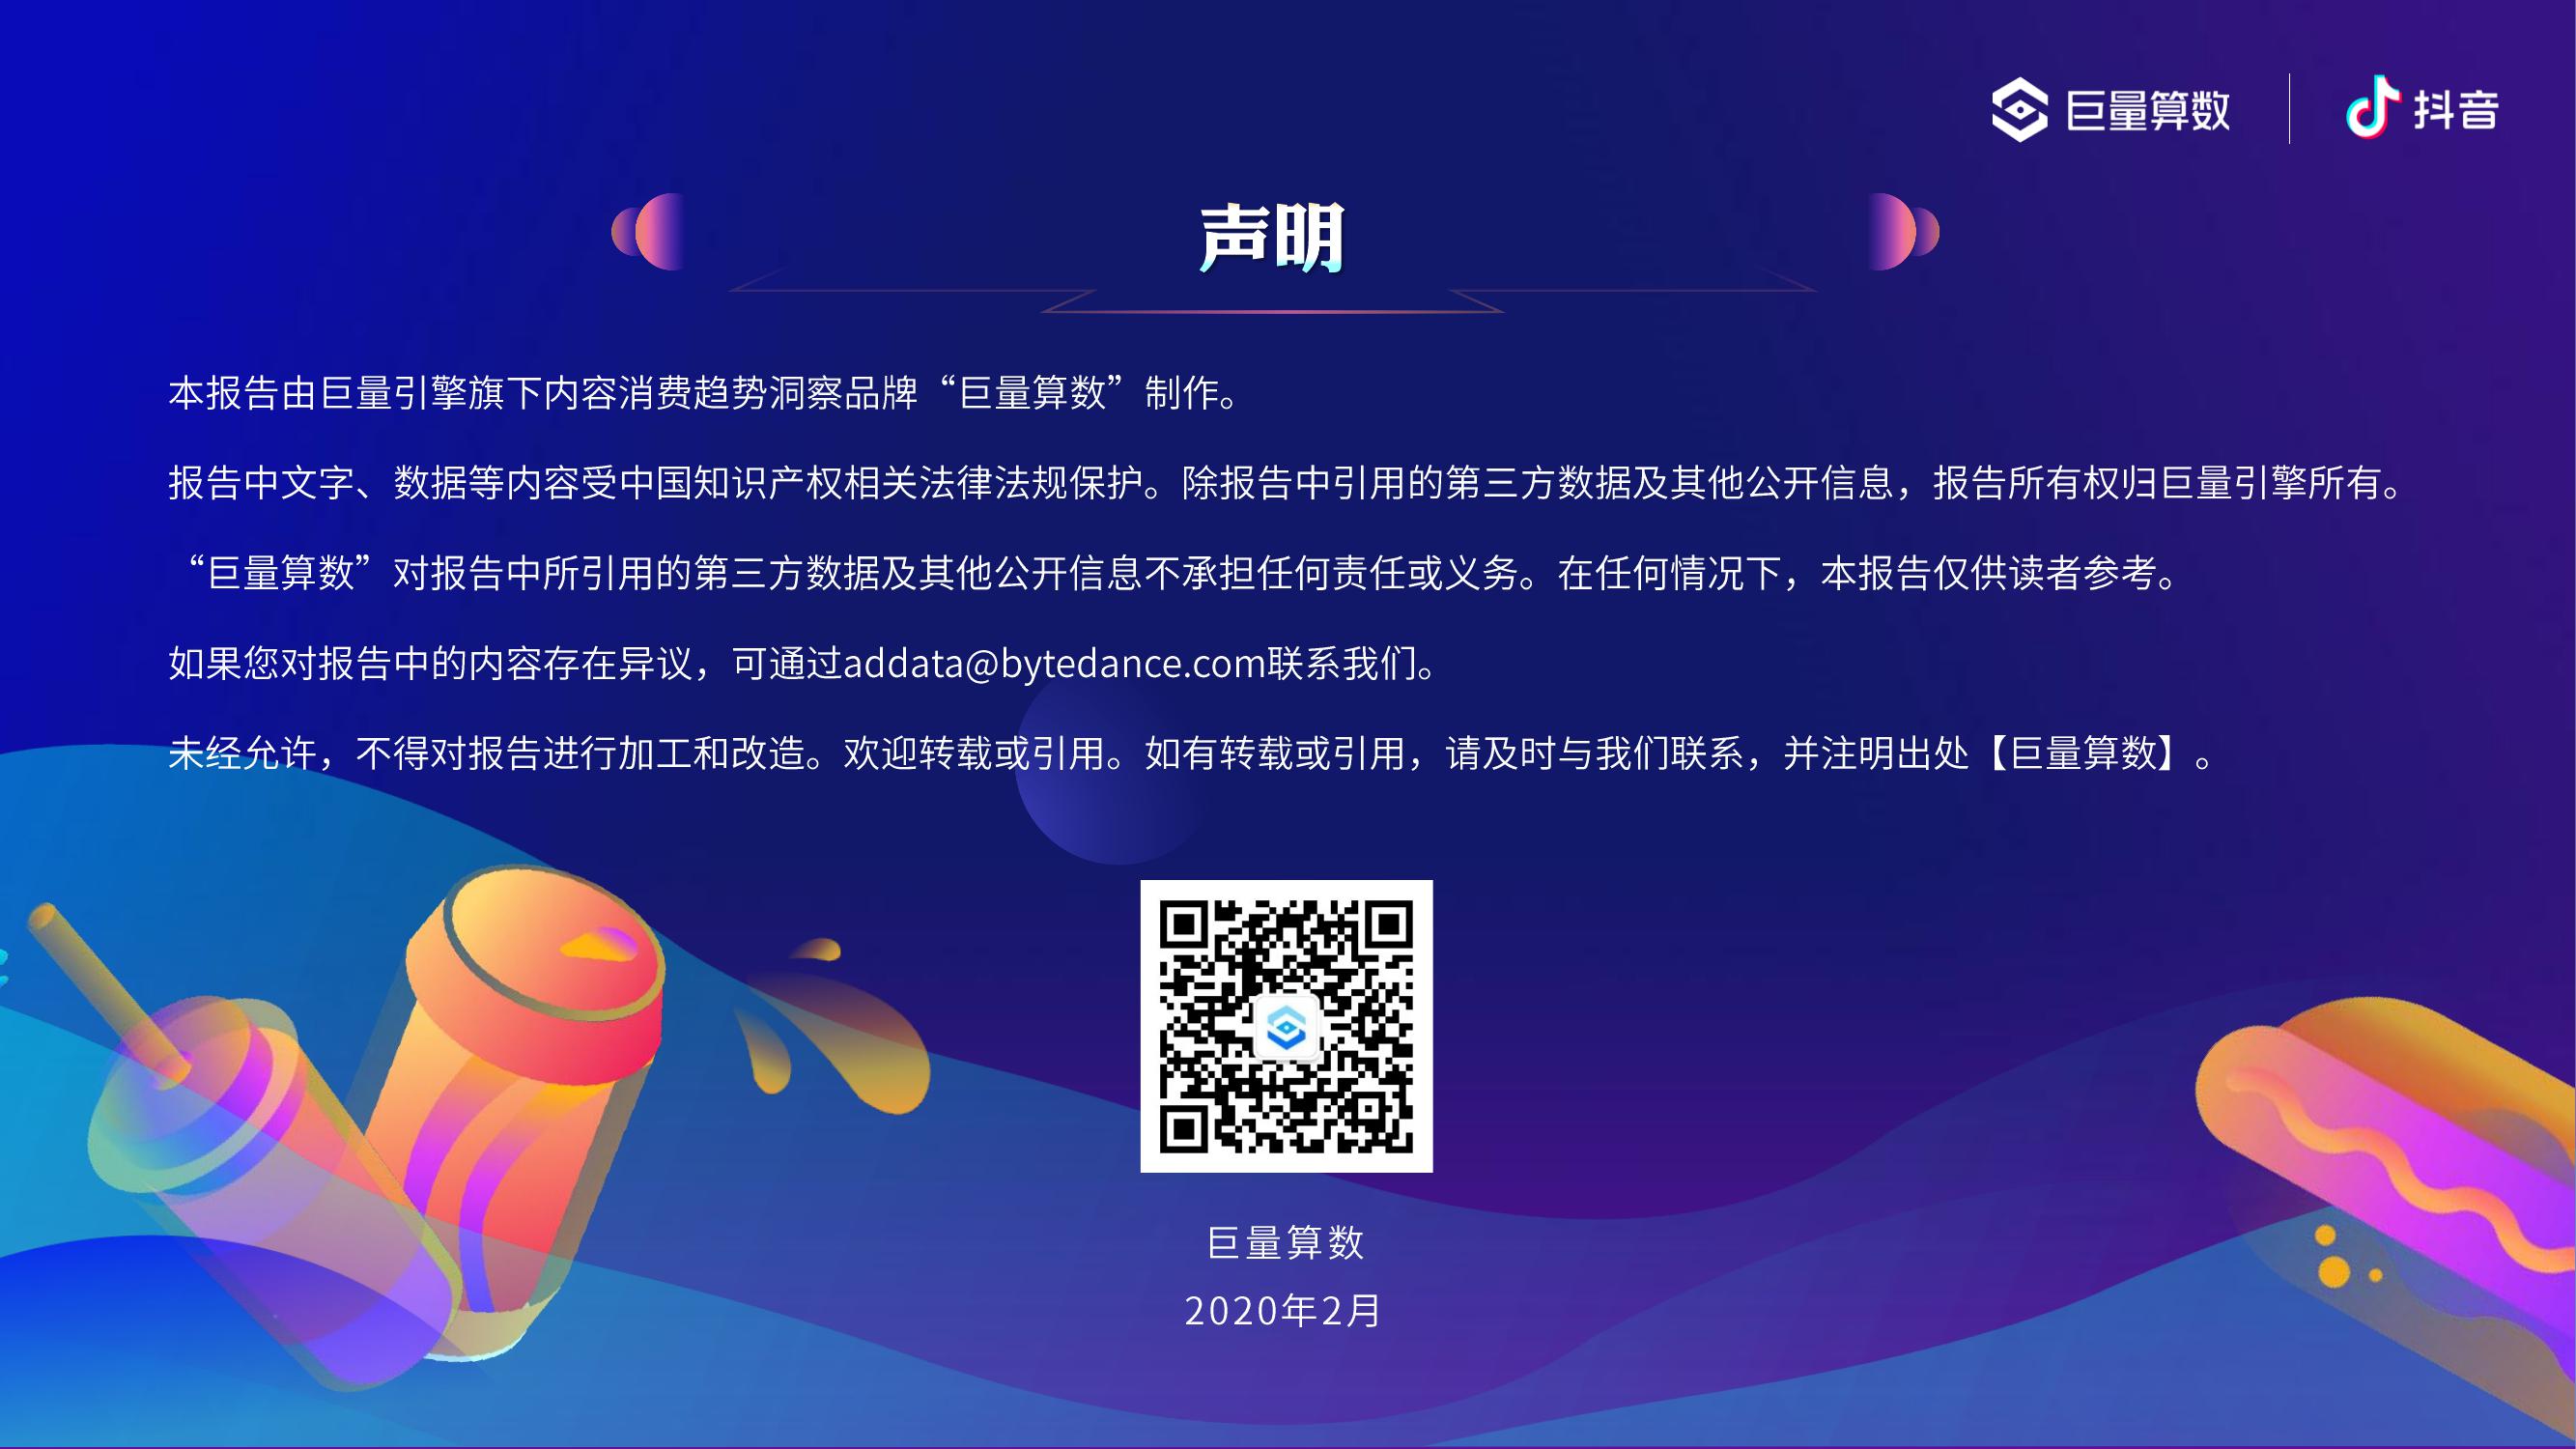 巨量算数
抖音
声明
本报告由巨量引擎旗下内容消费趋势洞察品牌“巨量算数”制作。
报告中文字、数据等内容受中国知识产权相关法律法规保护。除报告中引用的第三方数据及其他公开信息，报告所有权归巨量引擎所有。
“巨量算数”对报告中所引用的第三方数据及其他公开信息不承担任何责任或义务。在任何情况下，本报告仅供读者参考。
如果您对报告中的内容存在异议，可通过addata@bytedance.com联系我们。
未经允许，不得对报告进行加工和改造。欢迎转载或引用。如有转载或引用，请及时与我们联系，并注明出处【巨量算数】。
巨量算数
2020年2月